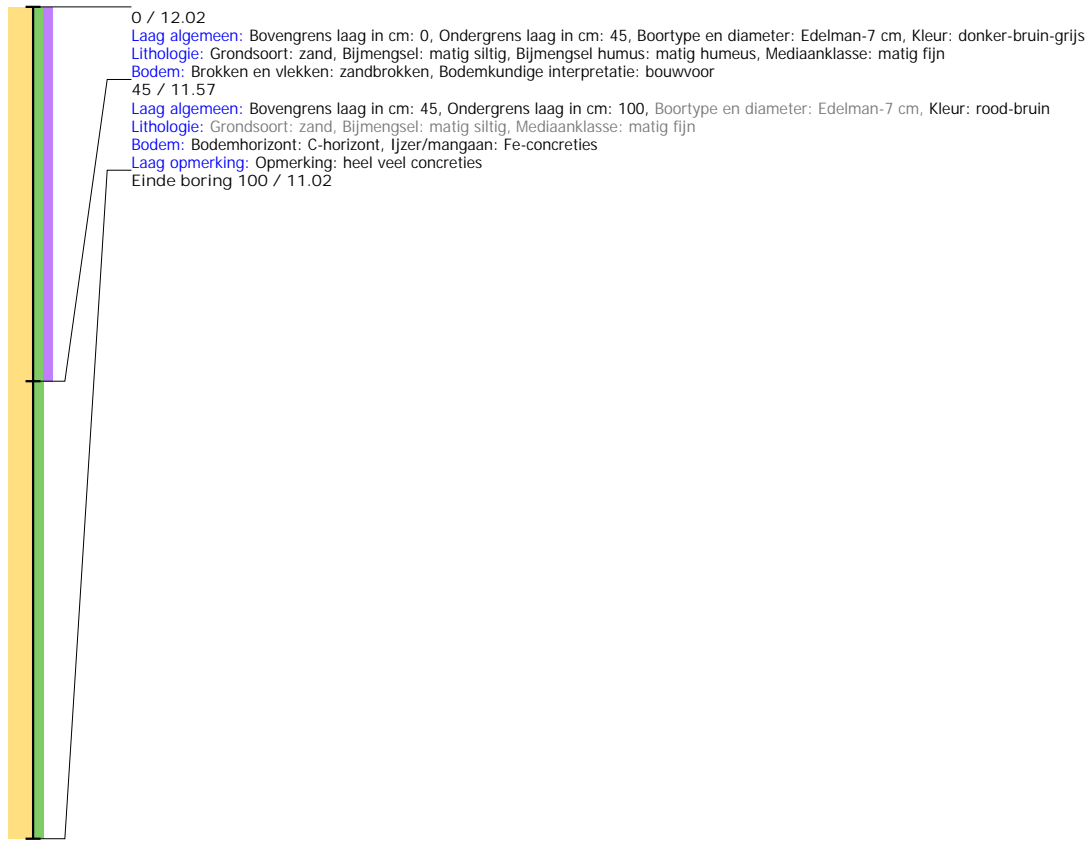 0 / 12.02
Laag algemeen: Bovengrens laag in cm: 0, Ondergrens laag in cm: 45, Boortype en diameter: Edelman-7 cm, Kleur: donker-bruin-grijs
Lithologie: Grondsoort: zand, Bijmengsel: matig siltig, Bijmengsel humus: matig humeus, Mediaanklasse: matig fijn
Bodem: Brokken en vlekken: zandbrokken, Bodemkundige interpretatie: bouwvoor
45 / 11.57
Laag algemeen: Bovengrens laag in cm: 45, Ondergrens laag in cm: 100, Boortype en diameter: Edelman-7 cm, Kleur: rood-bruin
Lithologie: Grondsoort: zand, Bijmengsel: matig siltig, Mediaanklasse: matig fijn
Bodem: Bodemhorizont: C-horizont, Ijzer/mangaan: Fe-concreties
Laag opmerking: Opmerking: heel veel concreties
Einde boring 100 / 11.02